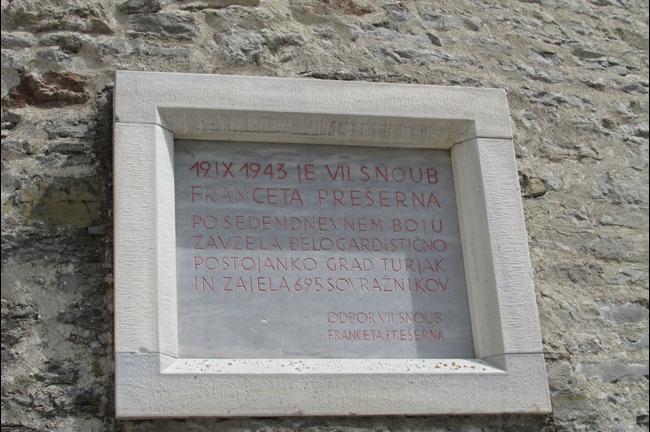 19.IX 1943 JE VII. SNOUB
FRANCETA PREŠERNA
PO SEDEMDNEVNEM BOJU
ZAVZELA BELOGARDISTIČNO
POSTOJANKO GRAD TURJAK
IN ZAJELA 695 SOVRAŽNIKOV
ODBOR VII. SNOUB
FRANCETA PREŠERNA